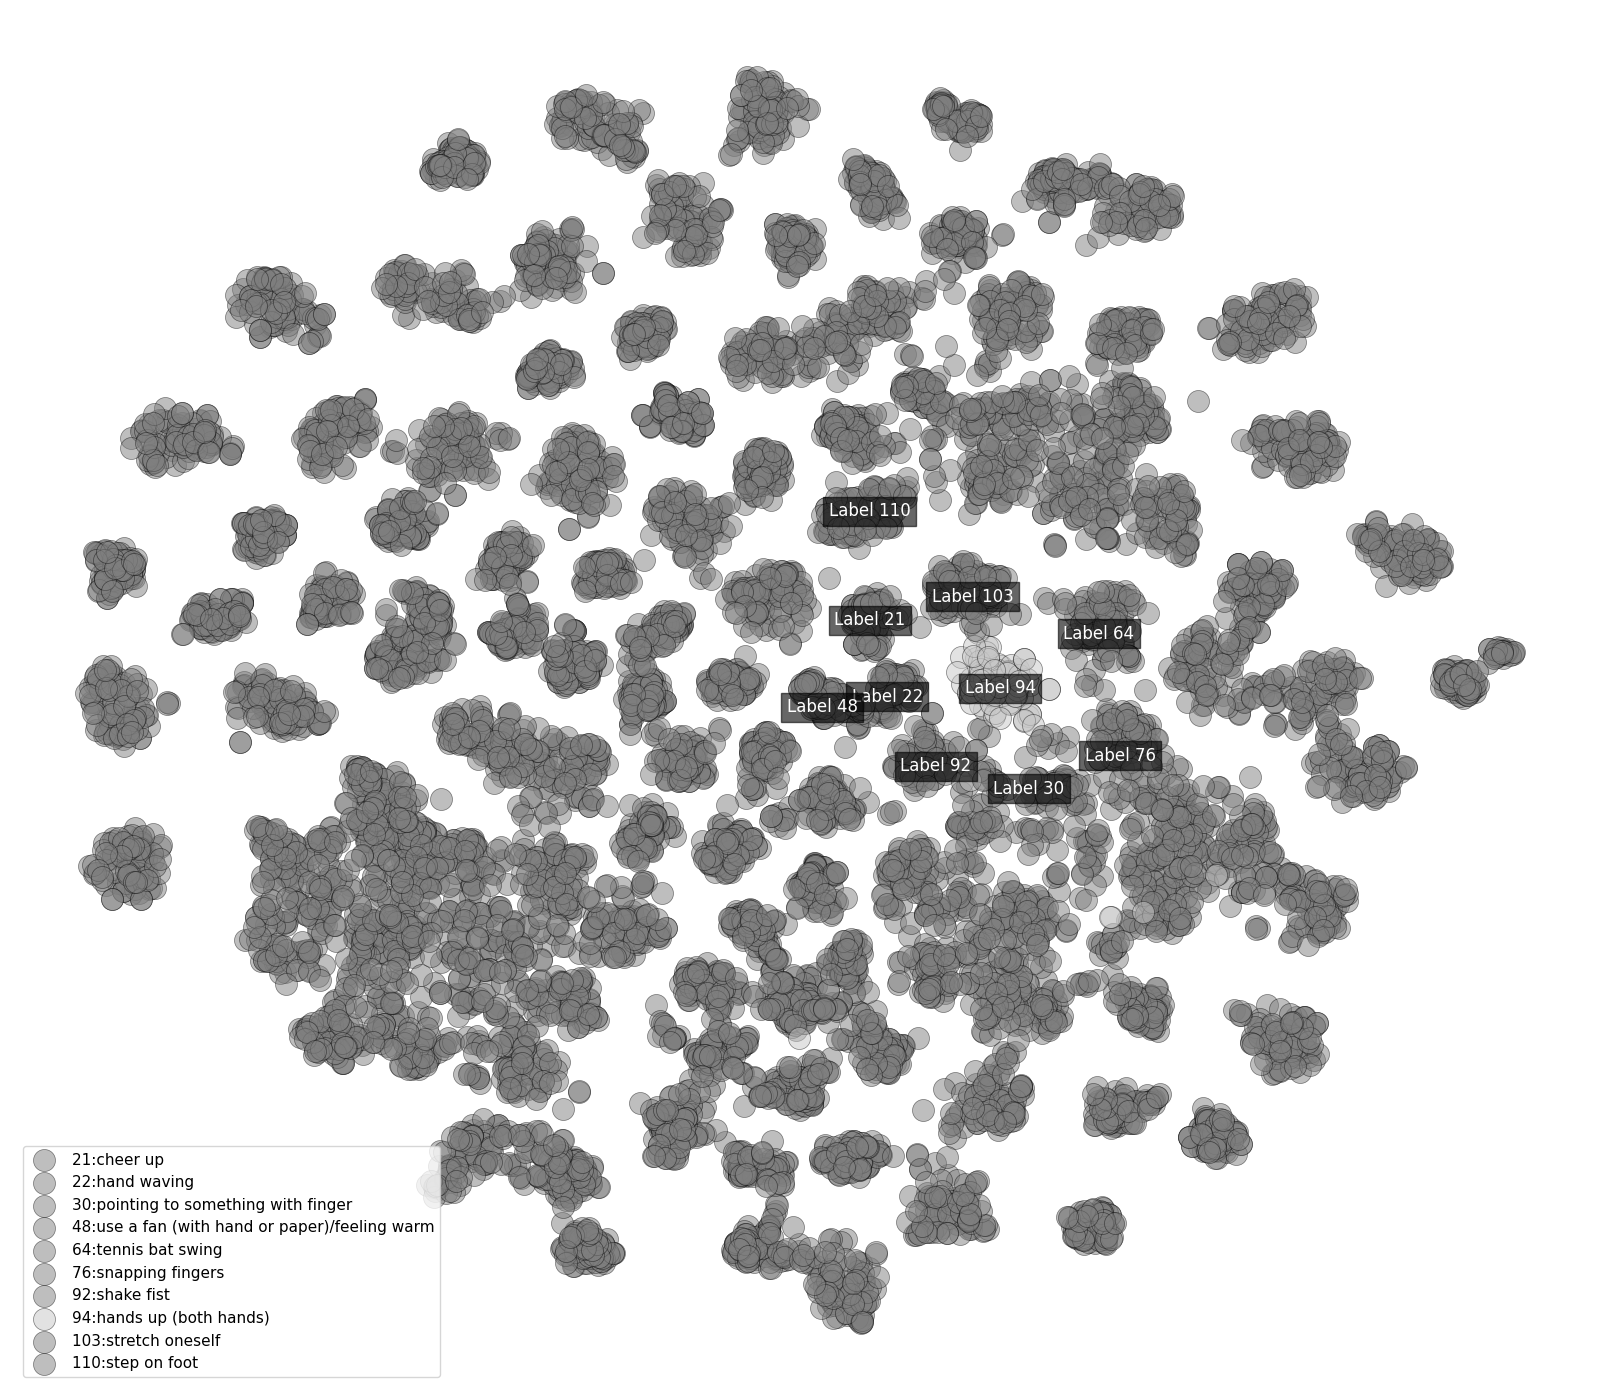 Label 110
Label 103
Label 21
Label 64
Label 94
Label 22
Label 48
Label 76
Label 92
Label 30
21:cheer up
22:hand waving
30:pointing to something with finger
48:use a fan (with hand or paper)/feeling warm
64:tennis bat swing
76:snapping fingers
92:shake fist
94:hands up (both hands)
103:stretch oneself
110:step on foot